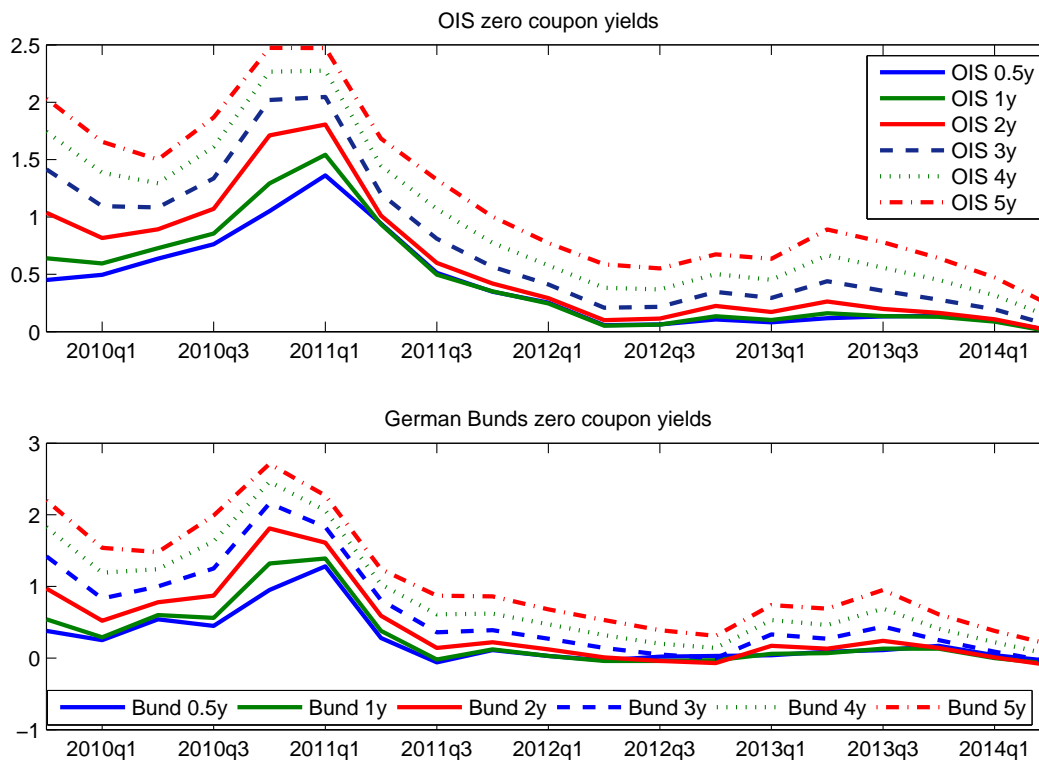 OIS zero coupon yields
2.5
2
1.5
1
0.5
0
OIS 0.5y
OIS 1y
OIS 2y
OIS 3y
OIS 4y
OIS 5y
2010q1 2010q3 2011q1 2011q3 2012q1 2012q3 2013q1 2013q3 2014q1
German Bunds zero coupon yields
3
2
1
0
−1
Bund 0.5y Bund 1y Bund 2y Bund 3y Bund 4y Bund 5y
2010q1 2010q3 2011q1 2011q3 2012q1 2012q3 2013q1 2013q3 2014q1